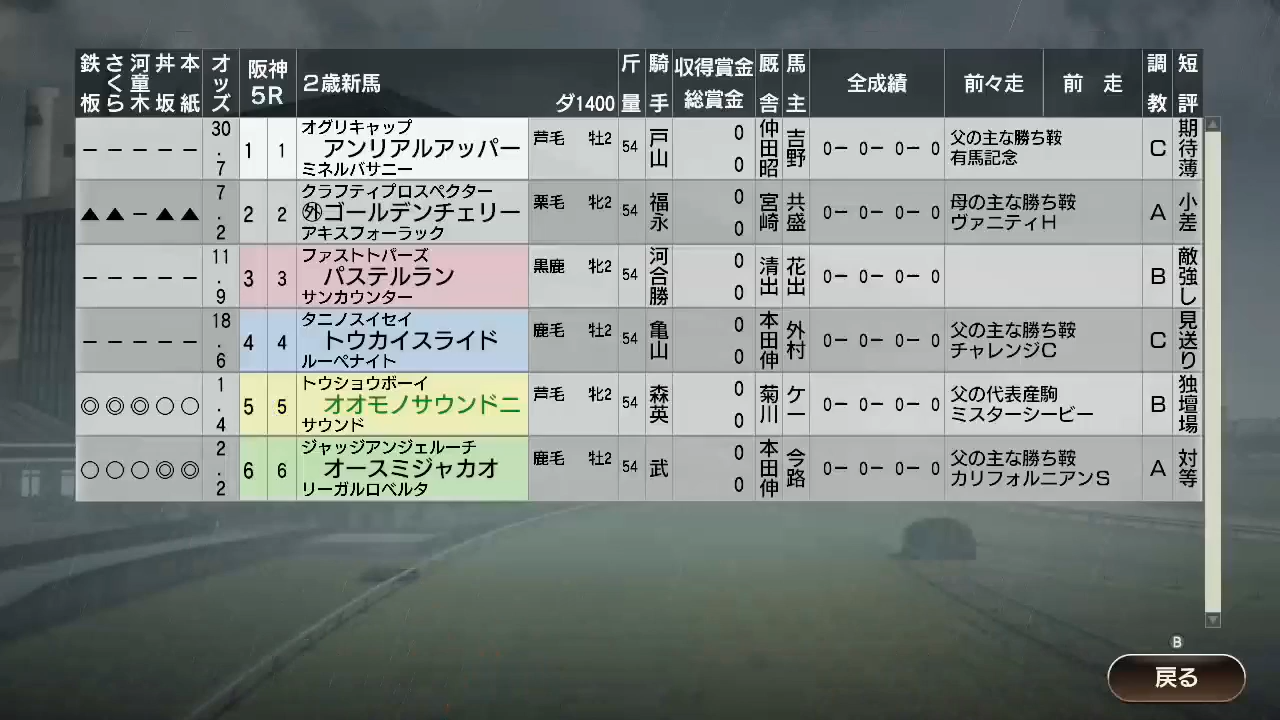 鉄板 さくら 河童木 井坂 本紙 オッズ 阪神5R 2歳新馬 ダ1400 斤量 騎手 収得賞金 総賞金 厩舎 馬主 全成績 前々走 前 走 調教 短評
－ － － － － 30.7 1 1 オグリキャップ 芦毛 牡2 54 戸山 0 仲田昭 吉野 0－ 0－ 0－ 0 父の主な勝ち鞍 C 期待薄
アンリアルアッパー 0 有馬記念
ミネルバサニー
▲ ▲ － ▲ ▲ 7.2 2 2 クラフティプロスペクター 栗毛 牝2 54 福永 0 宮崎 共盛 0－ 0－ 0－ 0 母の主な勝ち鞍 A 小差
外ゴールデンチェリー 0 ヴァニティH
アキスフォーラック
－ － － － － 11.9 3 3 ファストトパーズ 黒鹿 牝2 54 河合勝 0 清出 花出 0－ 0－ 0－ 0 B 敵強し
パステルラン 0
サンカウンター
－ － － － － 18.6 4 4 タニノスイセイ 鹿毛 牡2 54 亀山 0 本田伸 外村 0－ 0－ 0－ 0 父の主な勝ち鞍 C 見送り
トウカイスライド 0 チャレンジC
ルーペナイト
◎ ◎ ◎ ○ ○ 1.4 5 5 トウショウボーイ 芦毛 牝2 54 森英 0 菊川 ケー 0－ 0－ 0－ 0 父の代表産駒 B 独壇場
オオモノサウンドニ 0 ミスターシービー
サウンド
○ ○ ○ ◎ ◎ 2.2 6 6 ジャッジアンジェルーチ 鹿毛 牡2 54 武 0 本田伸 今路 0－ 0－ 0－ 0 父の主な勝ち鞍 A 対等
オースミジャカオ 0 カリフォルニアンS
リーガルロベルタ
B
戻る